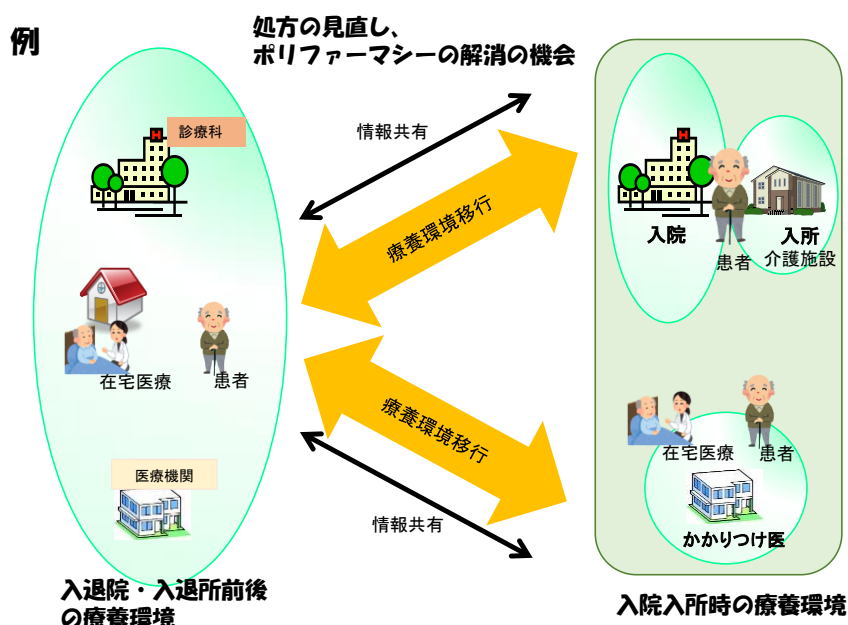 例
処方の見直し、
ポリファーマシーの解消の機会
診療科
H
情報共有
療養環境移行
入院
入所
介護施設
患者
在宅医療
患者
療養環境移行
在宅医療
患者
医療機関
情報共有
かかりつけ医
入退院・入退所前後
の療養環境
入院入所時の療養環境
H